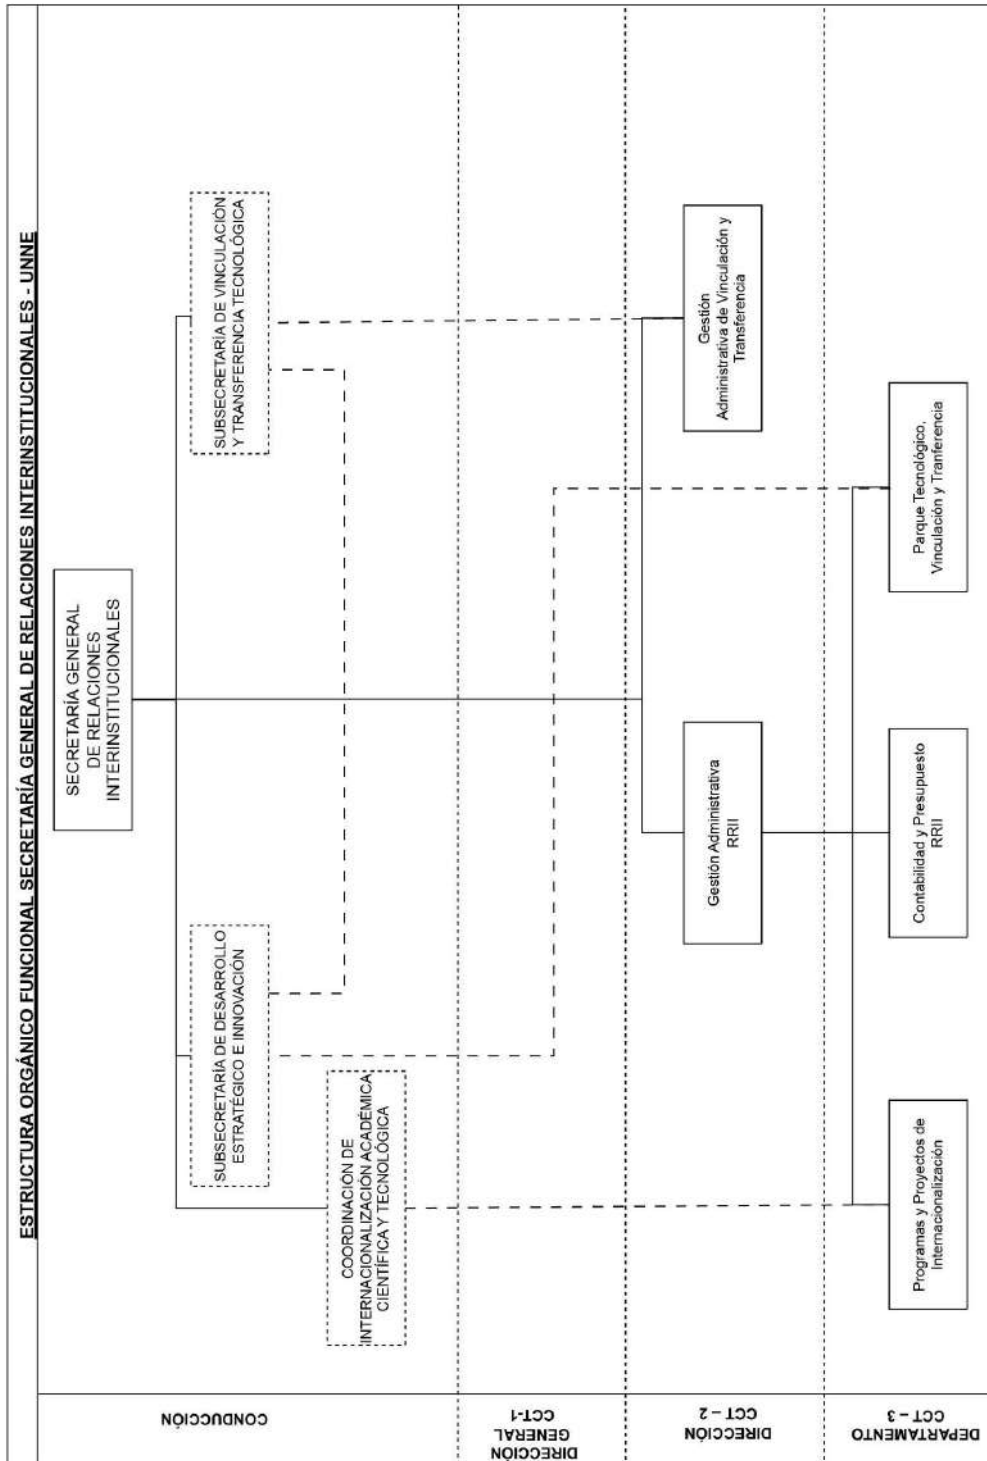 ESTRUCTURA ORGÁNICO FUNCIONAL SECRETARÍA GENERAL DE RELACIONES INTERINSTITUCIONALES - UNNE
CONDUCCIÓN
SECRETARÍA GENERAL
DE RELACIONES
INTERINSTITUCIONALES
SUBSECRETARÍA DE DESARROLLO
ESTRATÉGICO E INNOVACIÓN
SUBSECRETARÍA DE VINCULACIÓN
Y TRANSFERENCIA TECNOLÓGICA
COORDINACIÓN DE
INTERNACIONALIZACIÓN ACADÉMICA
CIENTÍFICA Y TECNOLÓGICA
DIRECCIÓN
GENERAL
CCT-1
DIRECCIÓN
CCT – 2
Gestión Administrativa
RRII
Gestión
Administrativa de Vinculación y
Transferencia
DEPARTAMENTO
CCT – 3
Programas y Proyectos de
Internacionalización
Contabilidad y Presupuesto
RRII
Parque Tecnológico,
Vinculación y Tranferencia